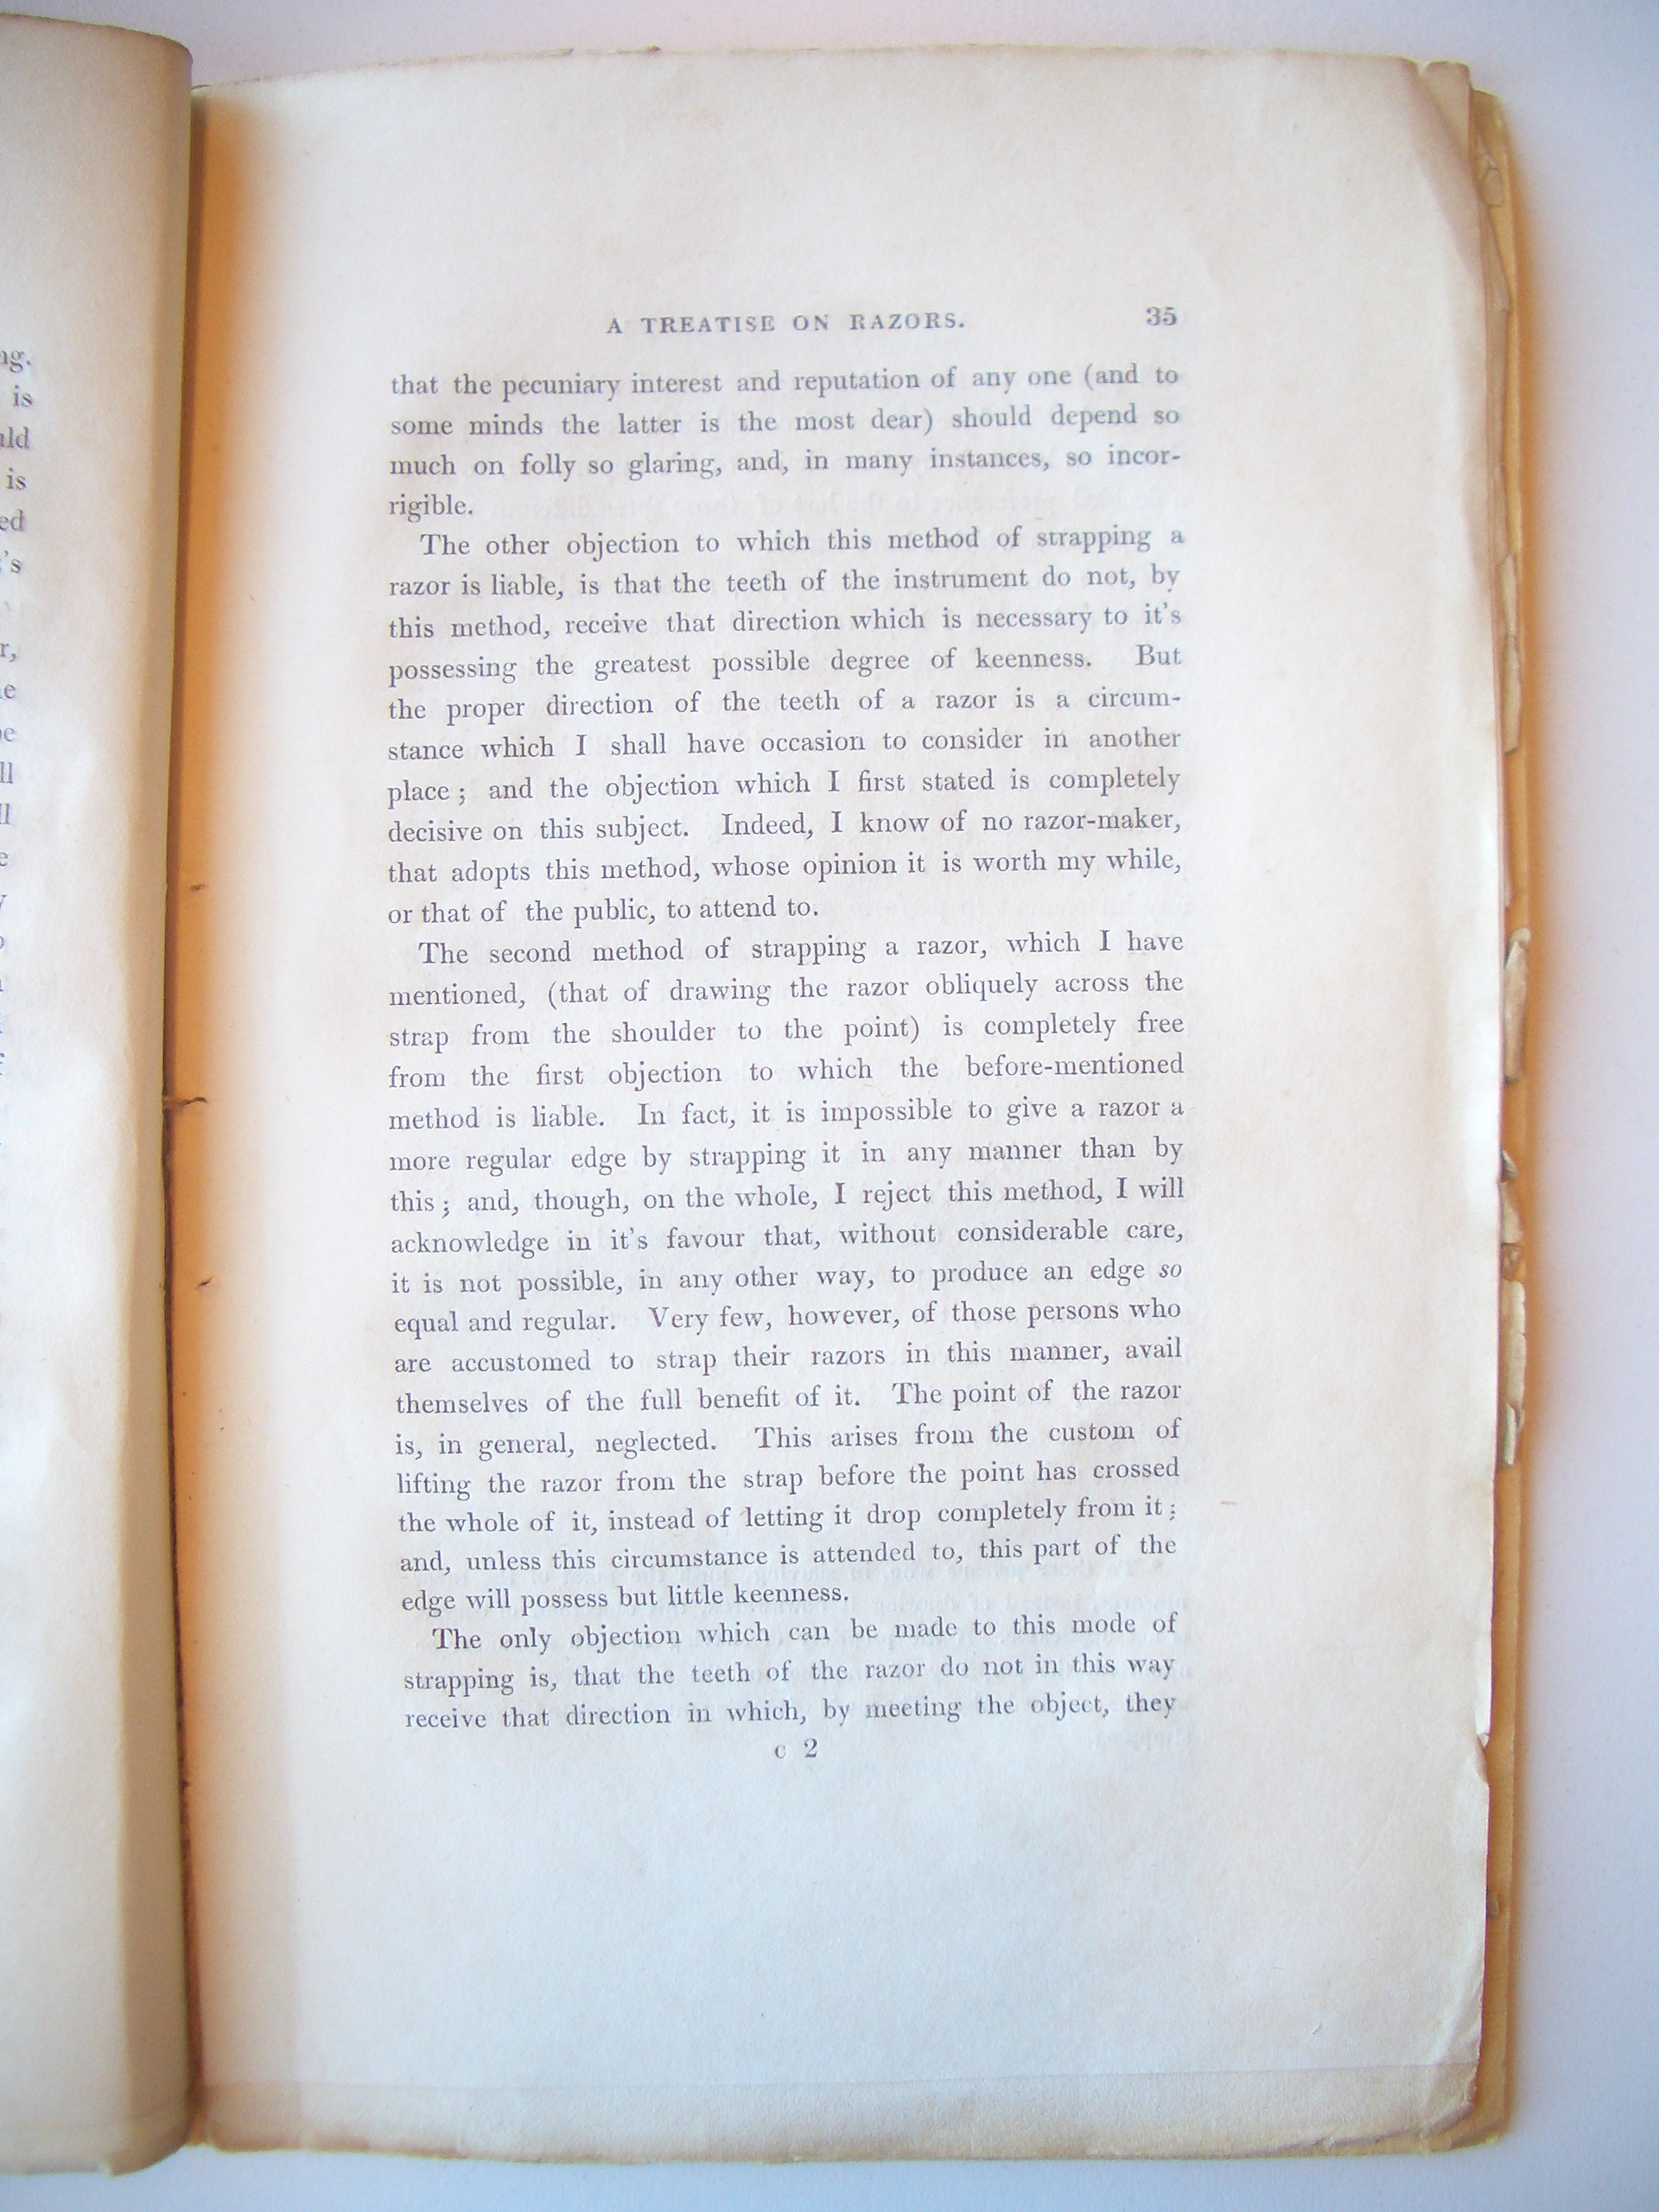 A TREATISE ON RAZORS. 35
that the pecuniary interest and reputation of any one (and to
some minds the latter is the most dear) should depend so
much on folly so glaring, and, in many instances, so incor-
rigible.
The other objection to which this method of strapping a
razor is liable, is that the teeth of the instrument do not, by
this method, receive that direction which is necessary to it's
possessing the greatest possible degree of keenness. But
the proper direction of the teeth of a razor is a circum-
stance which I shall have occasion to consider in another
place ; and the objection which I first stated is completely
decisive on this subject. Indeed, I know of no razor-maker,
that adopts this method, whose opinion it is worth my while,
or that of the public, to attend to.
The second method of strapping a razor, which I have
mentioned, (that of drawing the razor obliquely across the
strap from the shoulder to the point) is completely free
from the first objection to which the before-mentioned
method is liable. In fact, it is impossible to give a razor a
more regular edge by strapping it in any manner than by
this ; and, though, on the whole, I reject this method, I will
acknowledge in it's favour that, without considerable care,
it is not possible, in any other way, to produce an edge so
equal and regular. Very few, however, of those persons who
are accustomed to strap their razors in this manner, avail
themselves of the full benefit of it. The point of the razor
is, in general, neglected. This arises from the custom of
lifting the razor from the strap before the point has crossed
the whole of it, instead of letting it drop completely from it ;
and, unless this circumstance is attended to, this part of the
edge will possess but little keenness.
The only objection which can be made to this mode of
strapping is, that the teeth of the razor do not in this way
receive that direction in which, by meeting the object, they
c 2